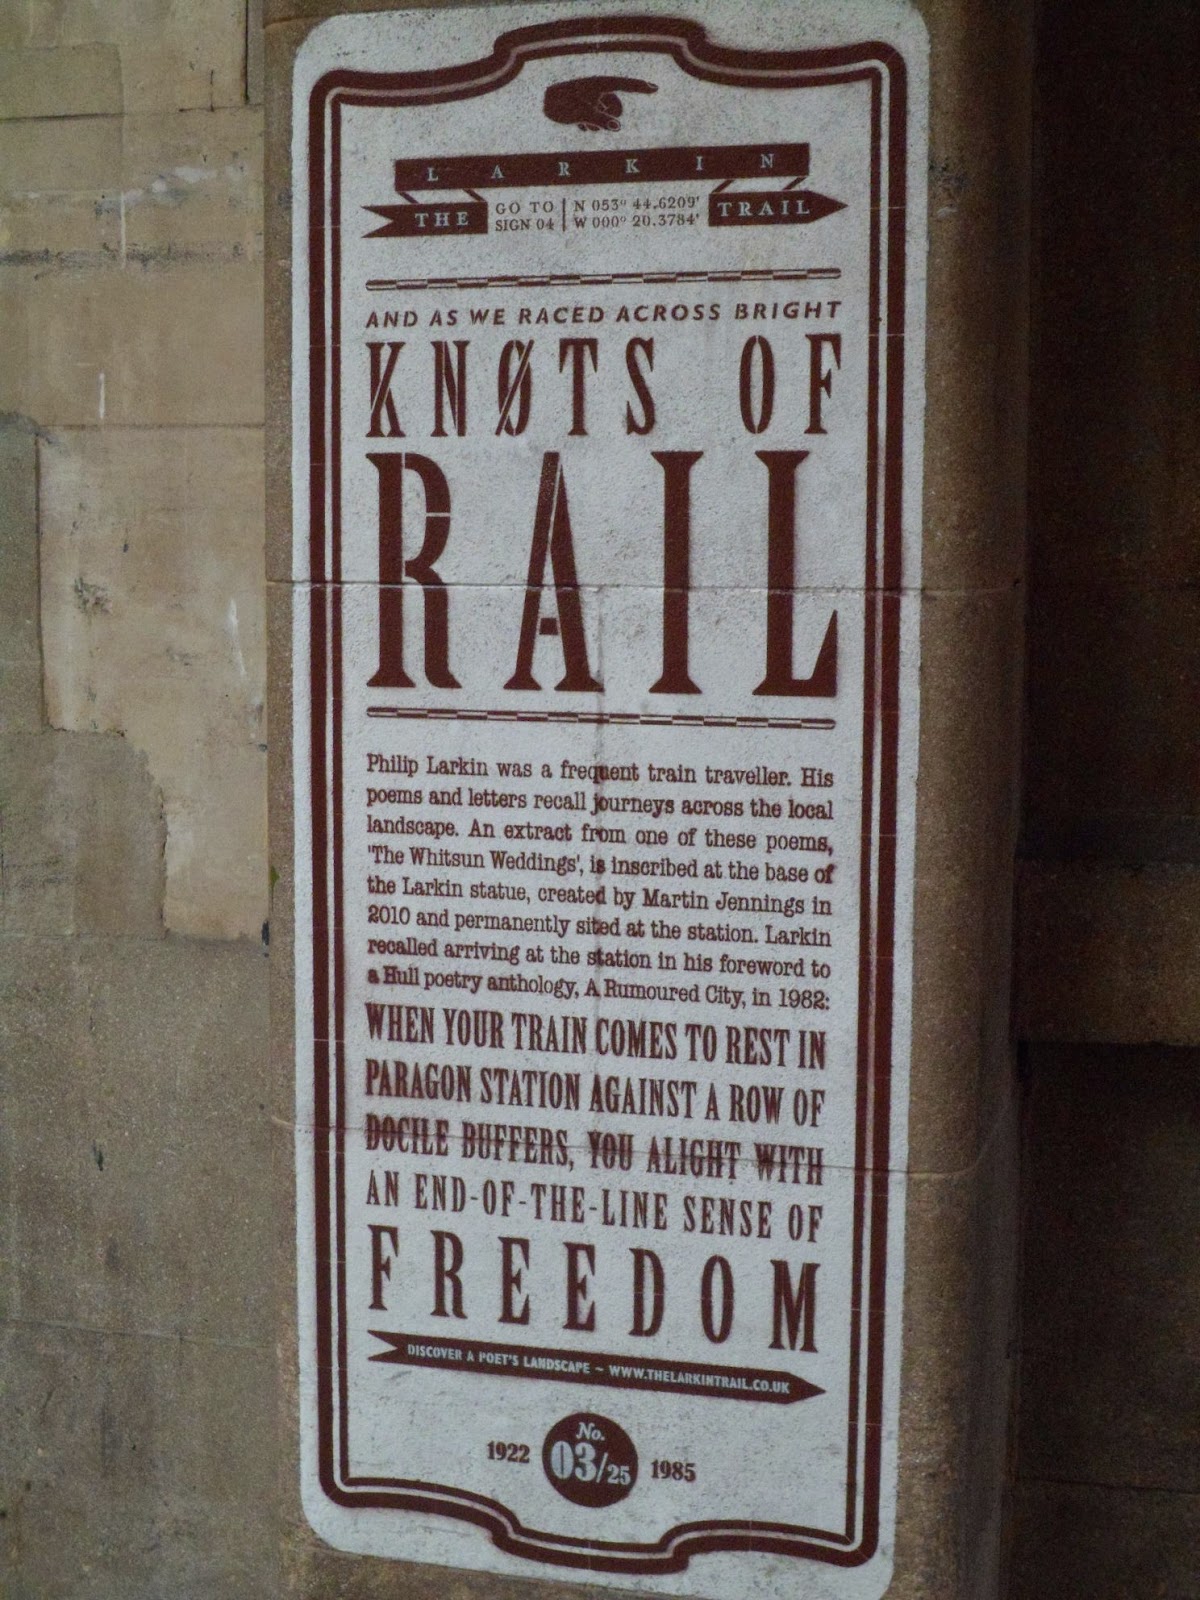 LARKIN
THE
GO TO
SIGN 04
N 053º 44.6209'
W 000º 20.3784'
TRAIL
AND AS WE RACED ACROSS BRIGHT
KNØTS OF
RAIL
Philip Larkin was a frequent train traveller. His
poems and letters recall journeys across the local
landscape. An extract from one of these poems,
'The Whitsun Weddings', is inscribed at the base of
the Larkin statue, created by Martin Jennings in
2010 and permanently sited at the station. Larkin
recalled arriving at the station in his foreword to
a Hull poetry anthology, A Rumoured City, in 1982:
WHEN YOUR TRAIN COMES TO REST IN
PARAGON STATION AGAINST A ROW OF
DOCILE BUFFERS, YOU ALIGHT WITH
AN END-OF-THE-LINE SENSE OF
FREEDOM
DISCOVER A POET'S LANDSCAPE ~ WWW.THELARKINTRAIL.CO.UK
1922 No. 03/25 1985